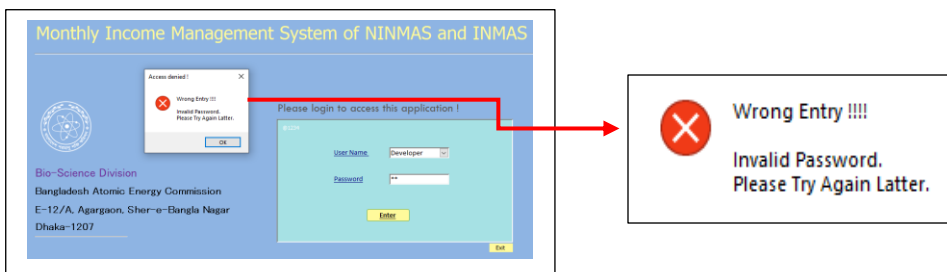 Monthly Income Management System of NINMAS and INMAS
Access denied !
Wrong Entry !!!
Invalid Password.
Please Try Again Latter.
OK
Please login to access this application !
User Name
Developer
Password
**
Enter
Exit
Bio-Science Division
Bangladesh Atomic Energy Commission
E-12/A, Agargaon, Sher-e-Bangla Nagar
Dhaka-1207
Wrong Entry !!!!
Invalid Password.
Please Try Again Latter.